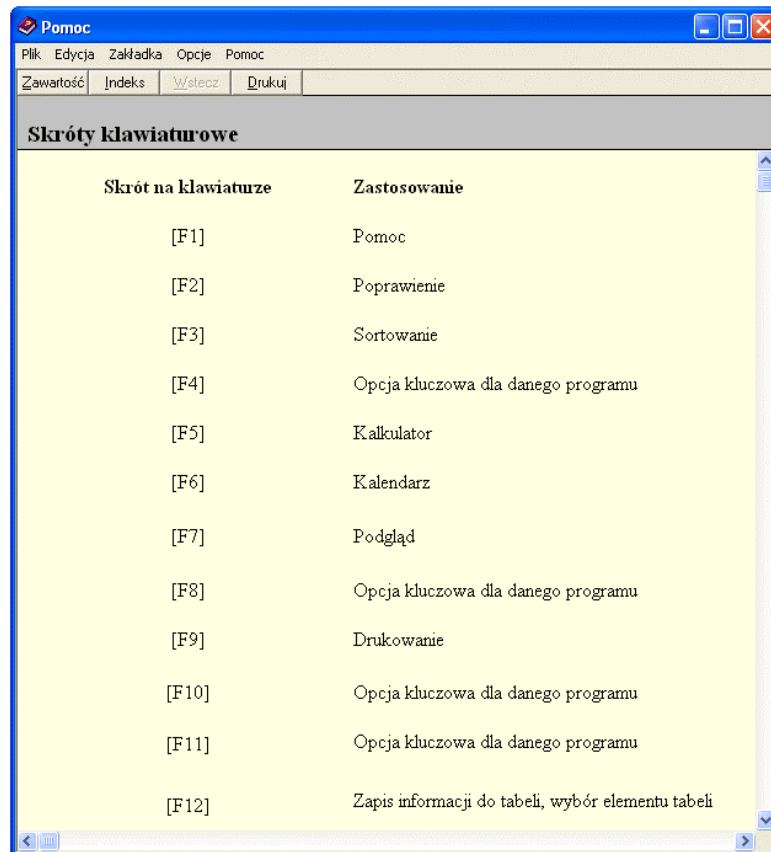 Pomoc
Plik Edycja Zakładka Opcje Pomoc
Zawartość Indeks Wstecz Drukuj
Skróty klawiaturowe
Skrót na klawiaturze Zastosowanie
[F1] Pomoc
[F2] Poprawienie
[F3] Sortowanie
[F4] Opcja kluczowa dla danego programu
[F5] Kalkulator
[F6] Kalendarz
[F7] Podgląd
[F8] Opcja kluczowa dla danego programu
[F9] Drukowanie
[F10] Opcja kluczowa dla danego programu
[F11] Opcja kluczowa dla danego programu
[F12] Zapis informacji do tabeli, wybór elementu tabeli